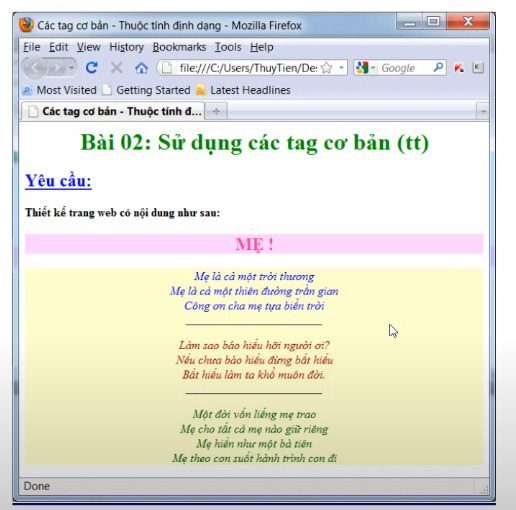 Các tag cơ bản - Thuộc tính định dạng - Mozilla Firefox
File Edit View History Bookmarks Tools Help
file:///C:/Users/ThuyTien/De: Google
Most Visited Getting Started Latest Headlines
Các tag cơ bản - Thuộc tính đ...
Bài 02: Sử dụng các tag cơ bản (tt)
Yêu cầu:
Thiết kế trang web có nội dung như sau:
MẸ !
Mẹ là cả một trời thương
Mẹ là cả một thiên đường trần gian
Công ơn cha mẹ tựa biển trời
Làm sao báo hiếu hỡi người ơi?
Nếu chưa báo hiếu đừng bất hiếu
Bất hiếu làm ta khổ muôn đời.
Một đời vốn liếng mẹ trao
Mẹ cho tất cả mẹ nào giữ riêng
Mẹ hiền như một bà tiên
Mẹ theo con suốt hành trình con đi
Done